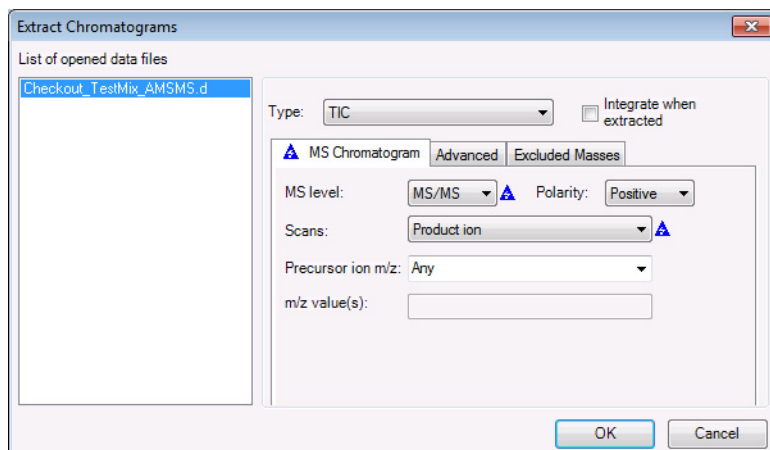 Extract Chromatograms
List of opened data files
Checkout_TestMix_AMSMS.d
Type: TIC
Integrate when
extracted
MS Chromatogram Advanced Excluded Masses
MS level: MS/MS Polarity: Positive
Scans: Product ion
Precursor ion m/z: Any
m/z value(s):
OK Cancel